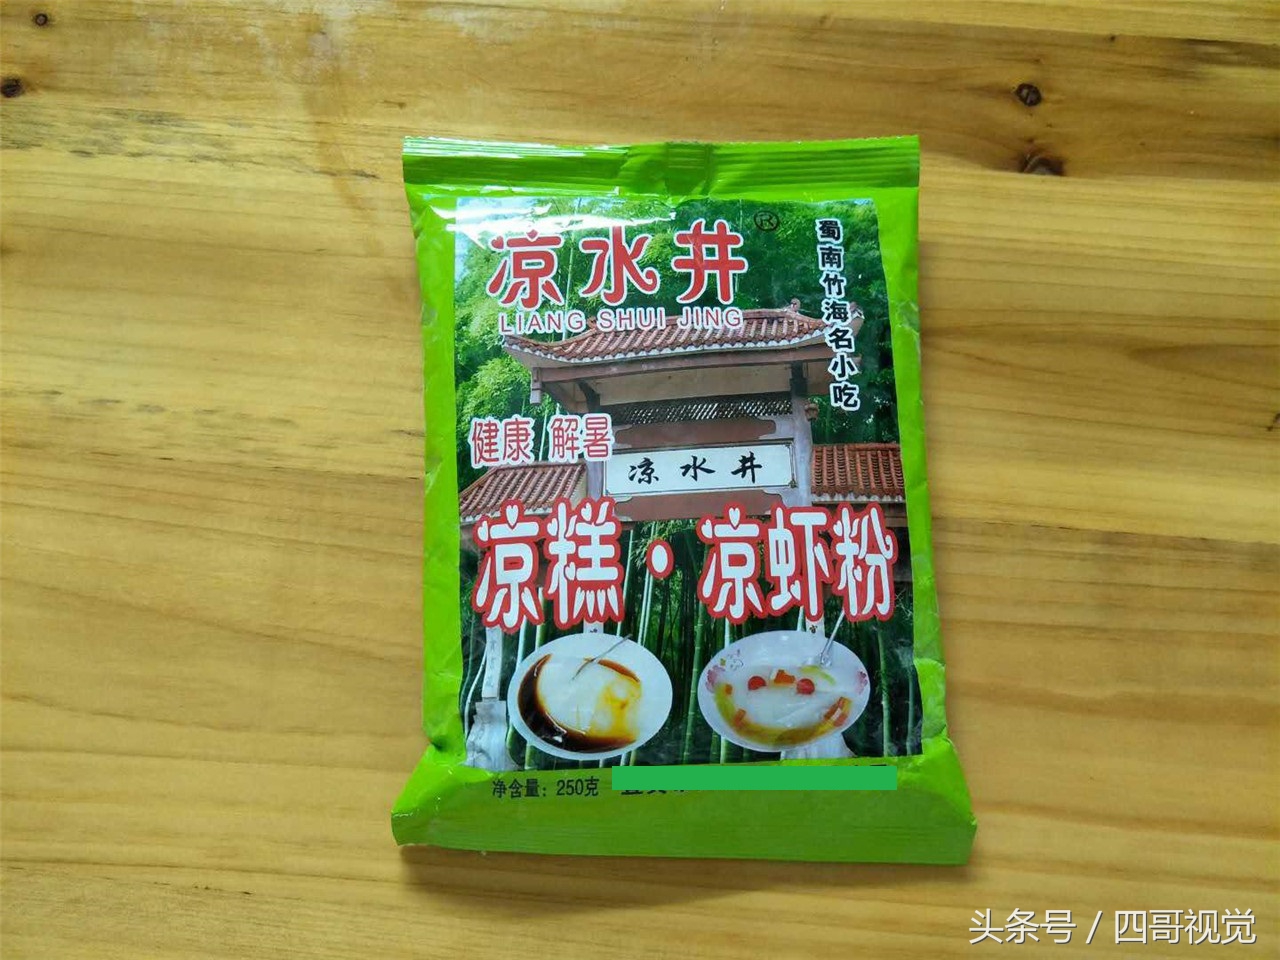 凉水井®
LIANG SHUI JING
蜀南竹海名小吃
健康 解暑
凉水井
凉糕·凉虾粉
净含量：250克
头条号 / 四哥视觉